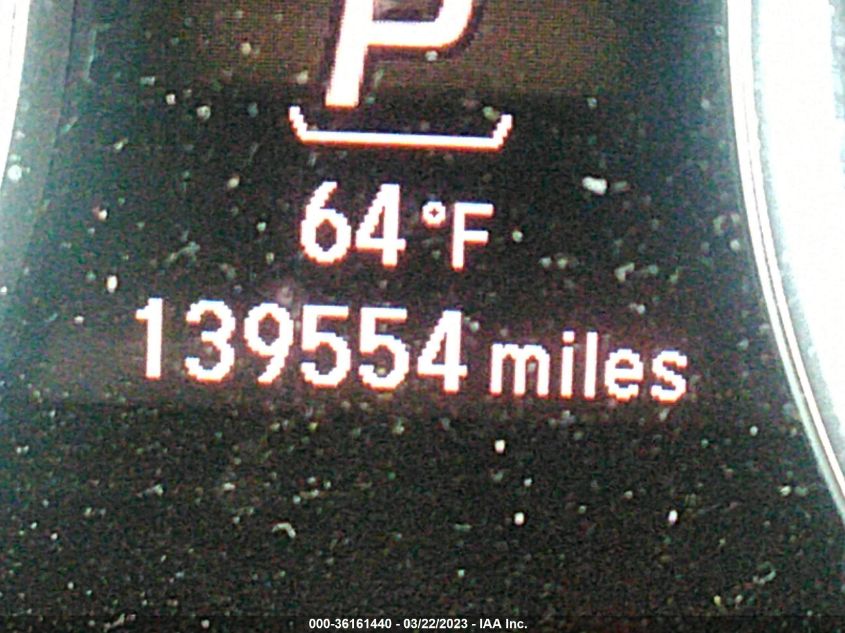 P
64 °F
139554 miles
000-36161440 - 03/22/2023 - IAA Inc.